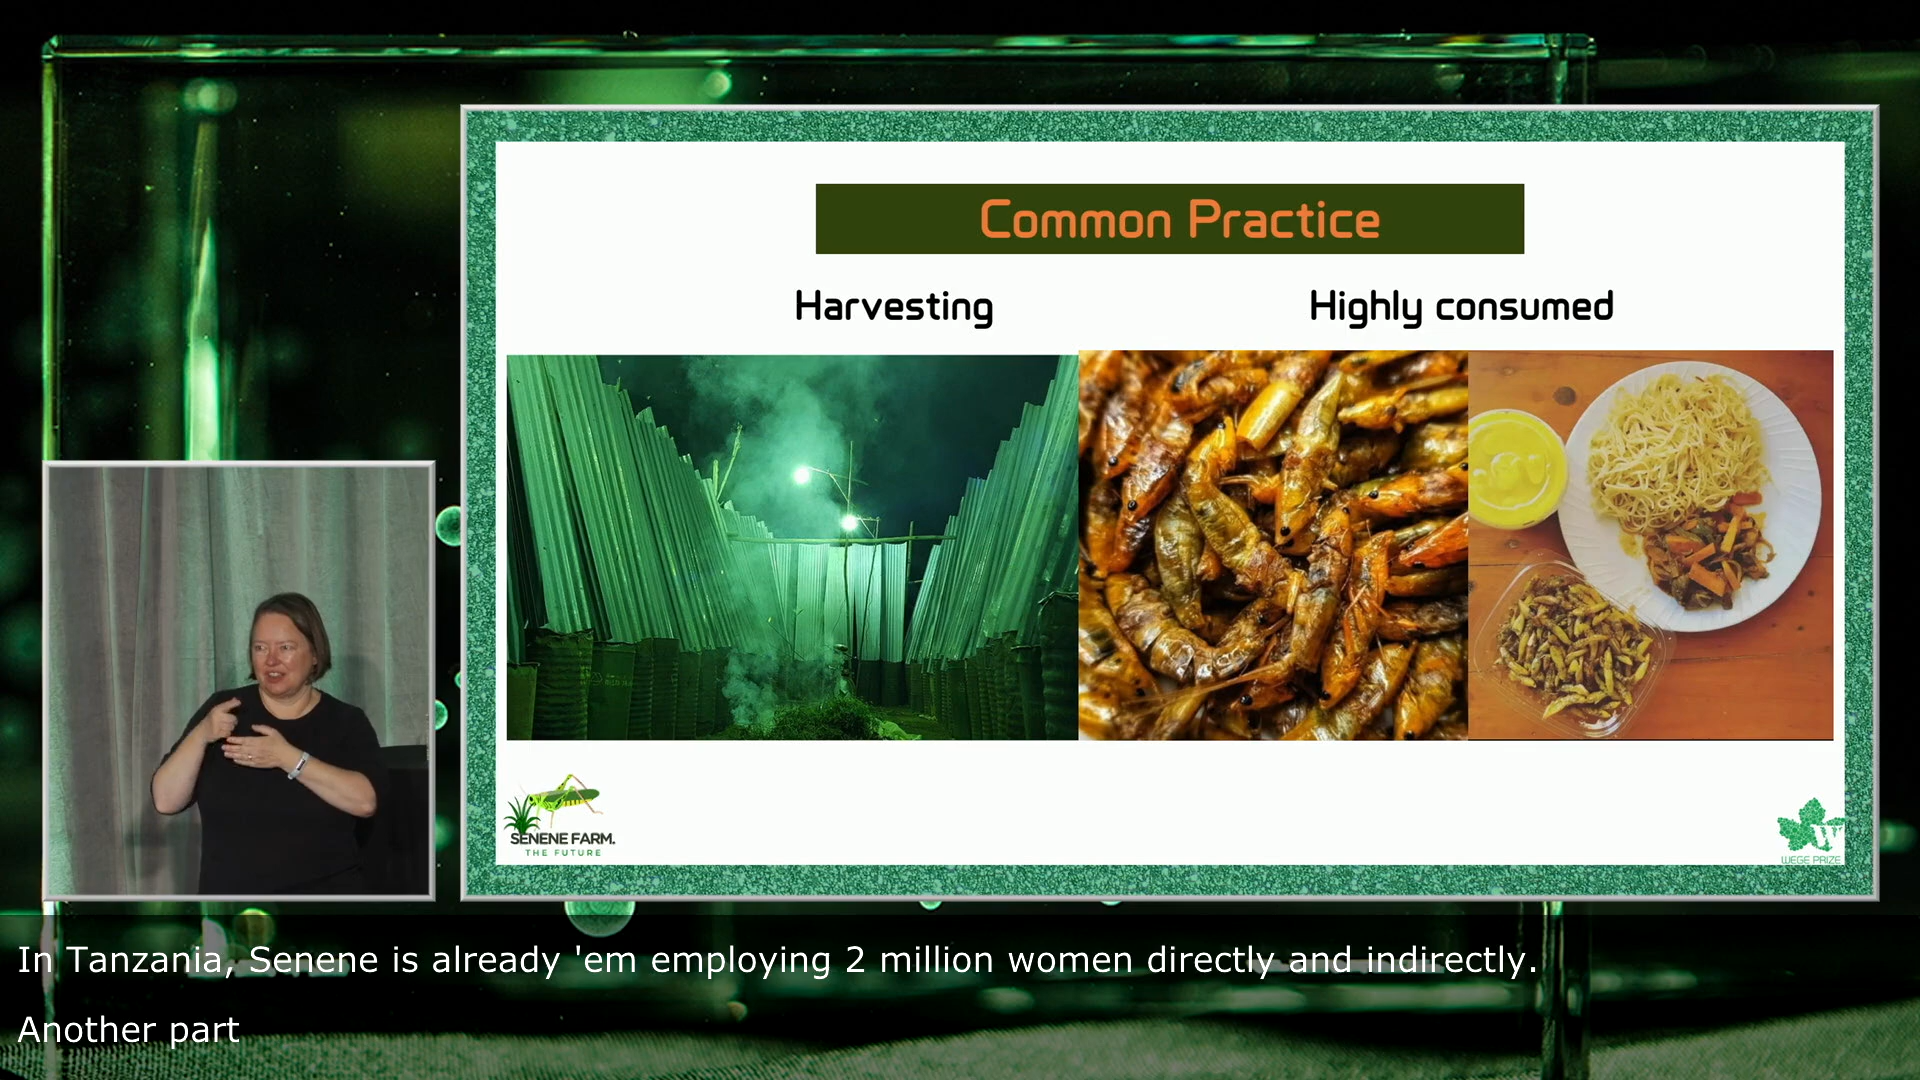 Common Practice
Harvesting
Highly consumed
SENENE FARM.
THE FUTURE
W
WEGE PRIZE
In Tanzania, Senene is already 'em employing 2 million women directly and indirectly.
Another part